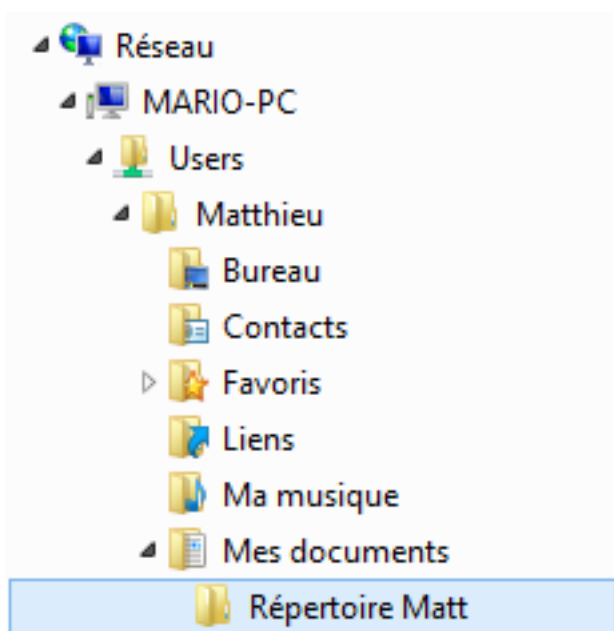 Réseau
MARIO-PC
Users
Matthieu
Bureau
Contacts
Favoris
Liens
Ma musique
Mes documents
Répertoire Matt